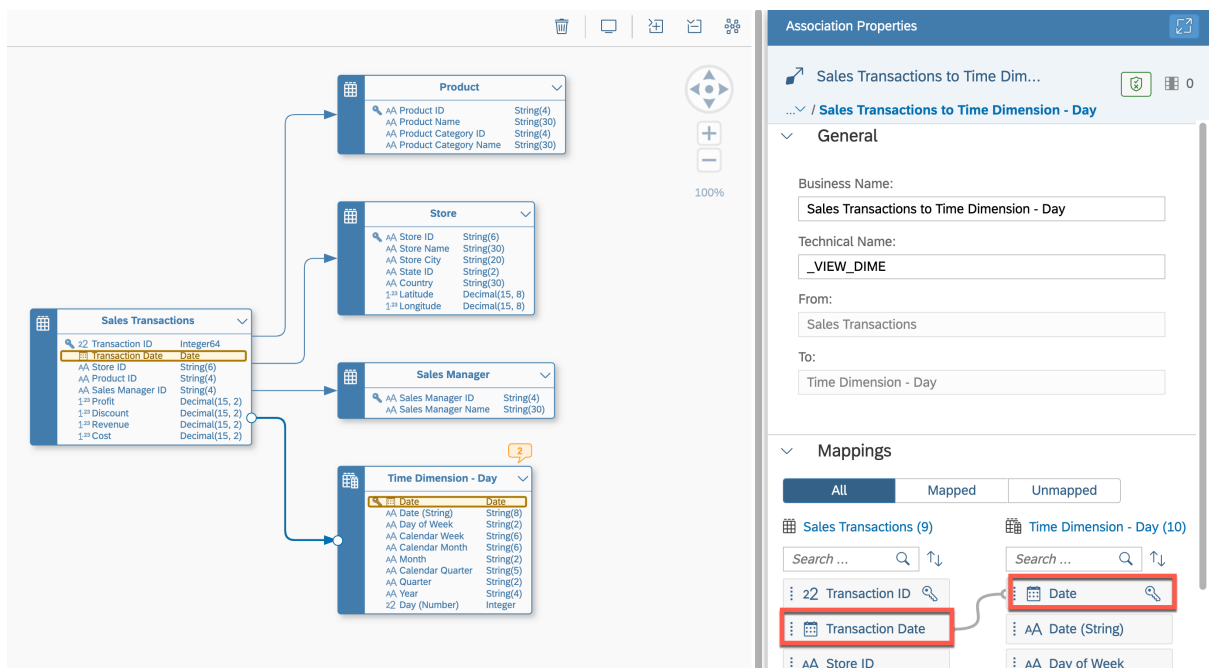 Product
Product ID String(4)
Product Name String(30)
Product Category ID String(4)
Product Category Name String(30)
100%
Store
Store ID String(6)
Store Name String(30)
Store City String(20)
State ID String(2)
Country String(30)
Latitude Decimal(15, 8)
Longitude Decimal(15, 8)
Sales Transactions
Transaction ID Integer64
Transaction Date Date
Store ID String(6)
Product ID String(4)
Sales Manager ID String(4)
Profit Decimal(15, 2)
Discount Decimal(15, 2)
Revenue Decimal(15, 2)
Cost Decimal(15, 2)
Sales Manager
Sales Manager ID String(4)
Sales Manager Name String(30)
2
Time Dimension - Day
Date Date
Date (String) String(8)
Day of Week String(2)
Calendar Week String(6)
Calendar Month String(6)
Month String(2)
Calendar Quarter String(5)
Quarter String(2)
Year String(4)
Day (Number) Integer
Association Properties
Sales Transactions to Time Dim...
0
... / Sales Transactions to Time Dimension - Day
General
Business Name:
Sales Transactions to Time Dimension - Day
Technical Name:
_VIEW_DIME
From:
Sales Transactions
To:
Time Dimension - Day
Mappings
All Mapped Unmapped
Sales Transactions (9) Time Dimension - Day (10)
Search ... Search ...
Transaction ID Date
Transaction Date Date (String)
Store ID Day of Week